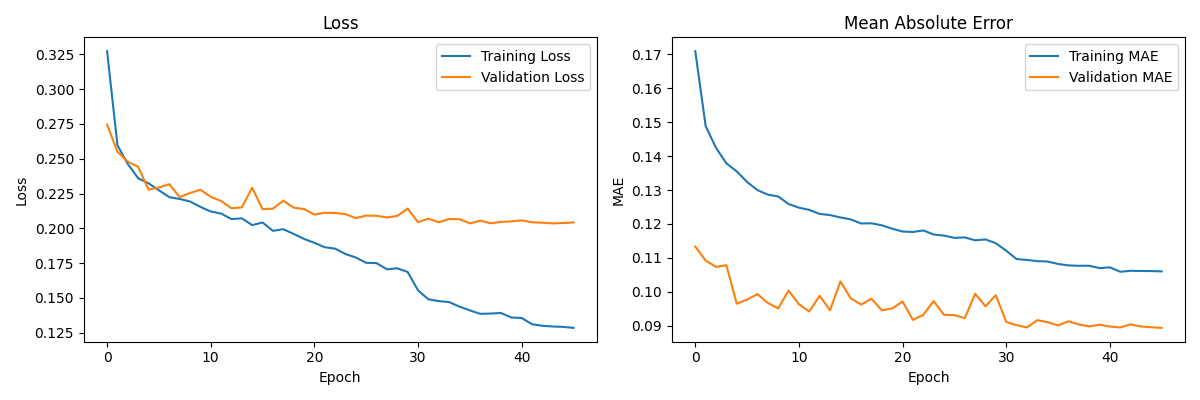 Loss
Training Loss
Validation Loss
0.325
0.300
0.275
0.250
0.225
0.200
0.175
0.150
0.125
Loss
0
10
20
30
40
Epoch
Mean Absolute Error
Training MAE
Validation MAE
0.17
0.16
0.15
0.14
0.13
0.12
0.11
0.10
0.09
MAE
0
10
20
30
40
Epoch